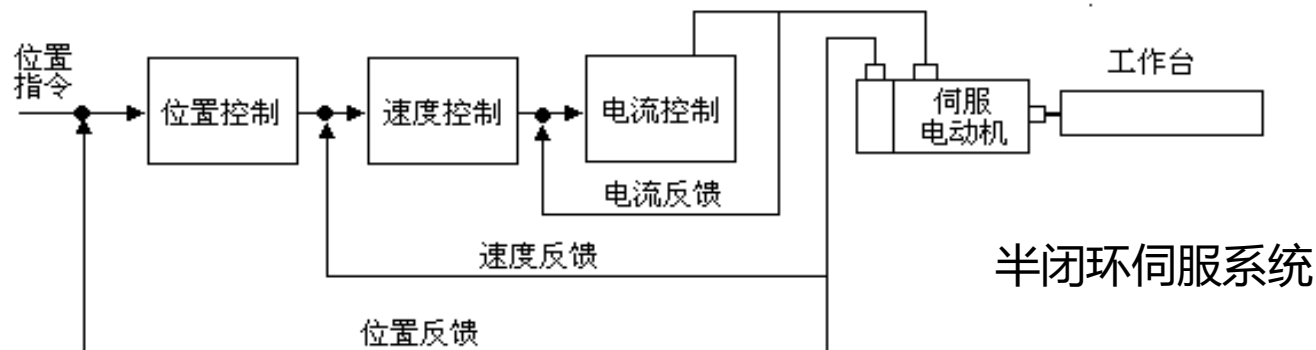 位置
指令
位置控制
速度控制
电流控制
伺服
电动机
工作台
电流反馈
速度反馈
半闭环伺服系统
位置反馈